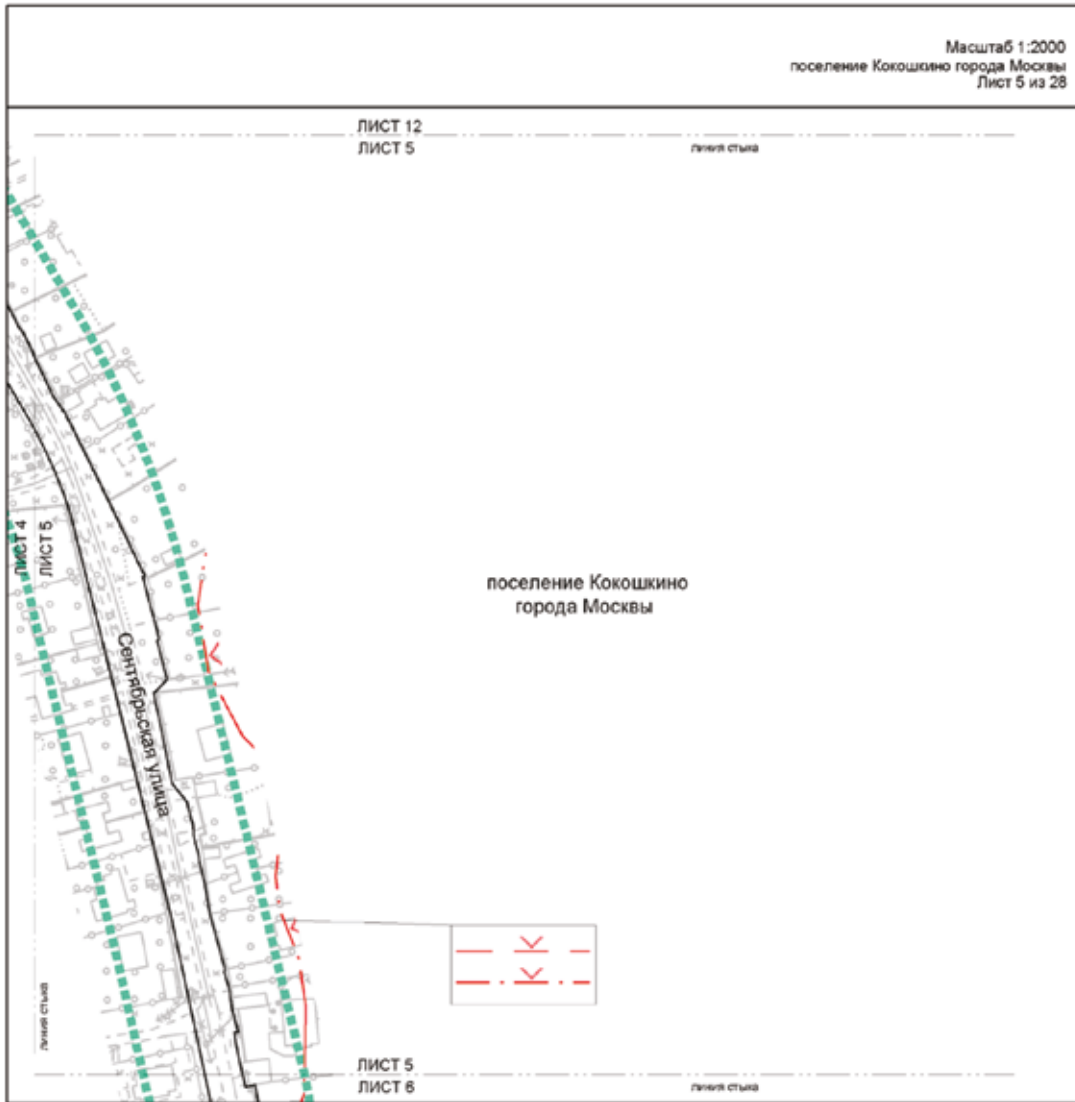 Масштаб 1:2000
поселение Кокошкино города Москвы
Лист 5 из 28
ЛИСТ 12
ЛИСТ 5
линия стыка
ЛИСТ 4
ЛИСТ 5
поселение Кокошкино
города Москвы
Сентябрьская улица
линия стыка
ЛИСТ 5
ЛИСТ 6
линия стыка